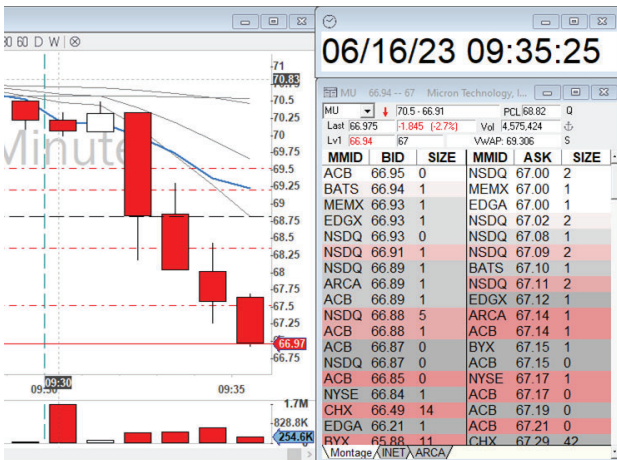 30 60 D W
Minute
71
70.83
70.5
70.25
70
69.75
69.5
69.25
69
68.75
68.5
68.25
68
67.75
67.5
67.25
66.97
66.75
09:30
09:30
09:35
1.7M
828.8K
254.6K
0
06/16/23 09:35:25
MU 66.94 -- 67 Micron Technology, I...
MU 70.5 - 66.91 PCL 68.82 Q
Last 66.975 -1.845 (-2.7%) Vol 4,575,424
Lv1 66.94 67 VWAP: 69.306 S
MMID BID SIZE MMID ASK SIZE
ACB 66.95 0 NSDQ 67.00 2
BATS 66.94 1 MEMX 67.00 1
MEMX 66.93 1 EDGA 67.00 1
EDGX 66.93 1 NSDQ 67.02 2
NSDQ 66.93 0 NSDQ 67.08 1
NSDQ 66.91 1 NSDQ 67.09 2
NSDQ 66.89 1 BATS 67.10 1
ARCA 66.89 1 NSDQ 67.11 2
ACB 66.89 1 EDGX 67.12 1
NSDQ 66.88 5 ARCA 67.14 1
ACB 66.88 1 ACB 67.14 1
ACB 66.87 0 BYX 67.15 1
NSDQ 66.87 0 ACB 67.15 0
ACB 66.85 0 NYSE 67.17 1
NYSE 66.84 1 ACB 67.17 0
CHX 66.49 14 ACB 67.19 0
EDGA 66.21 1 ACB 67.21 0
BYX 65.88 11 CHX 67.29 42
Montage INET ARCA